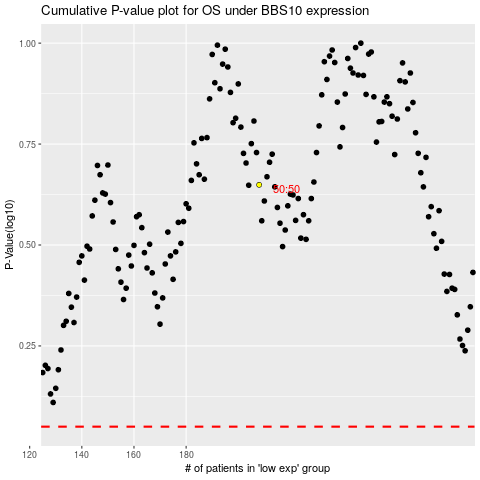 Cumulative P-value plot for OS under BBS10 expression
P-Value(log10)
1.00
0.75
0.50
0.25
50:50
120 140 160 180
# of patients in 'low exp' group